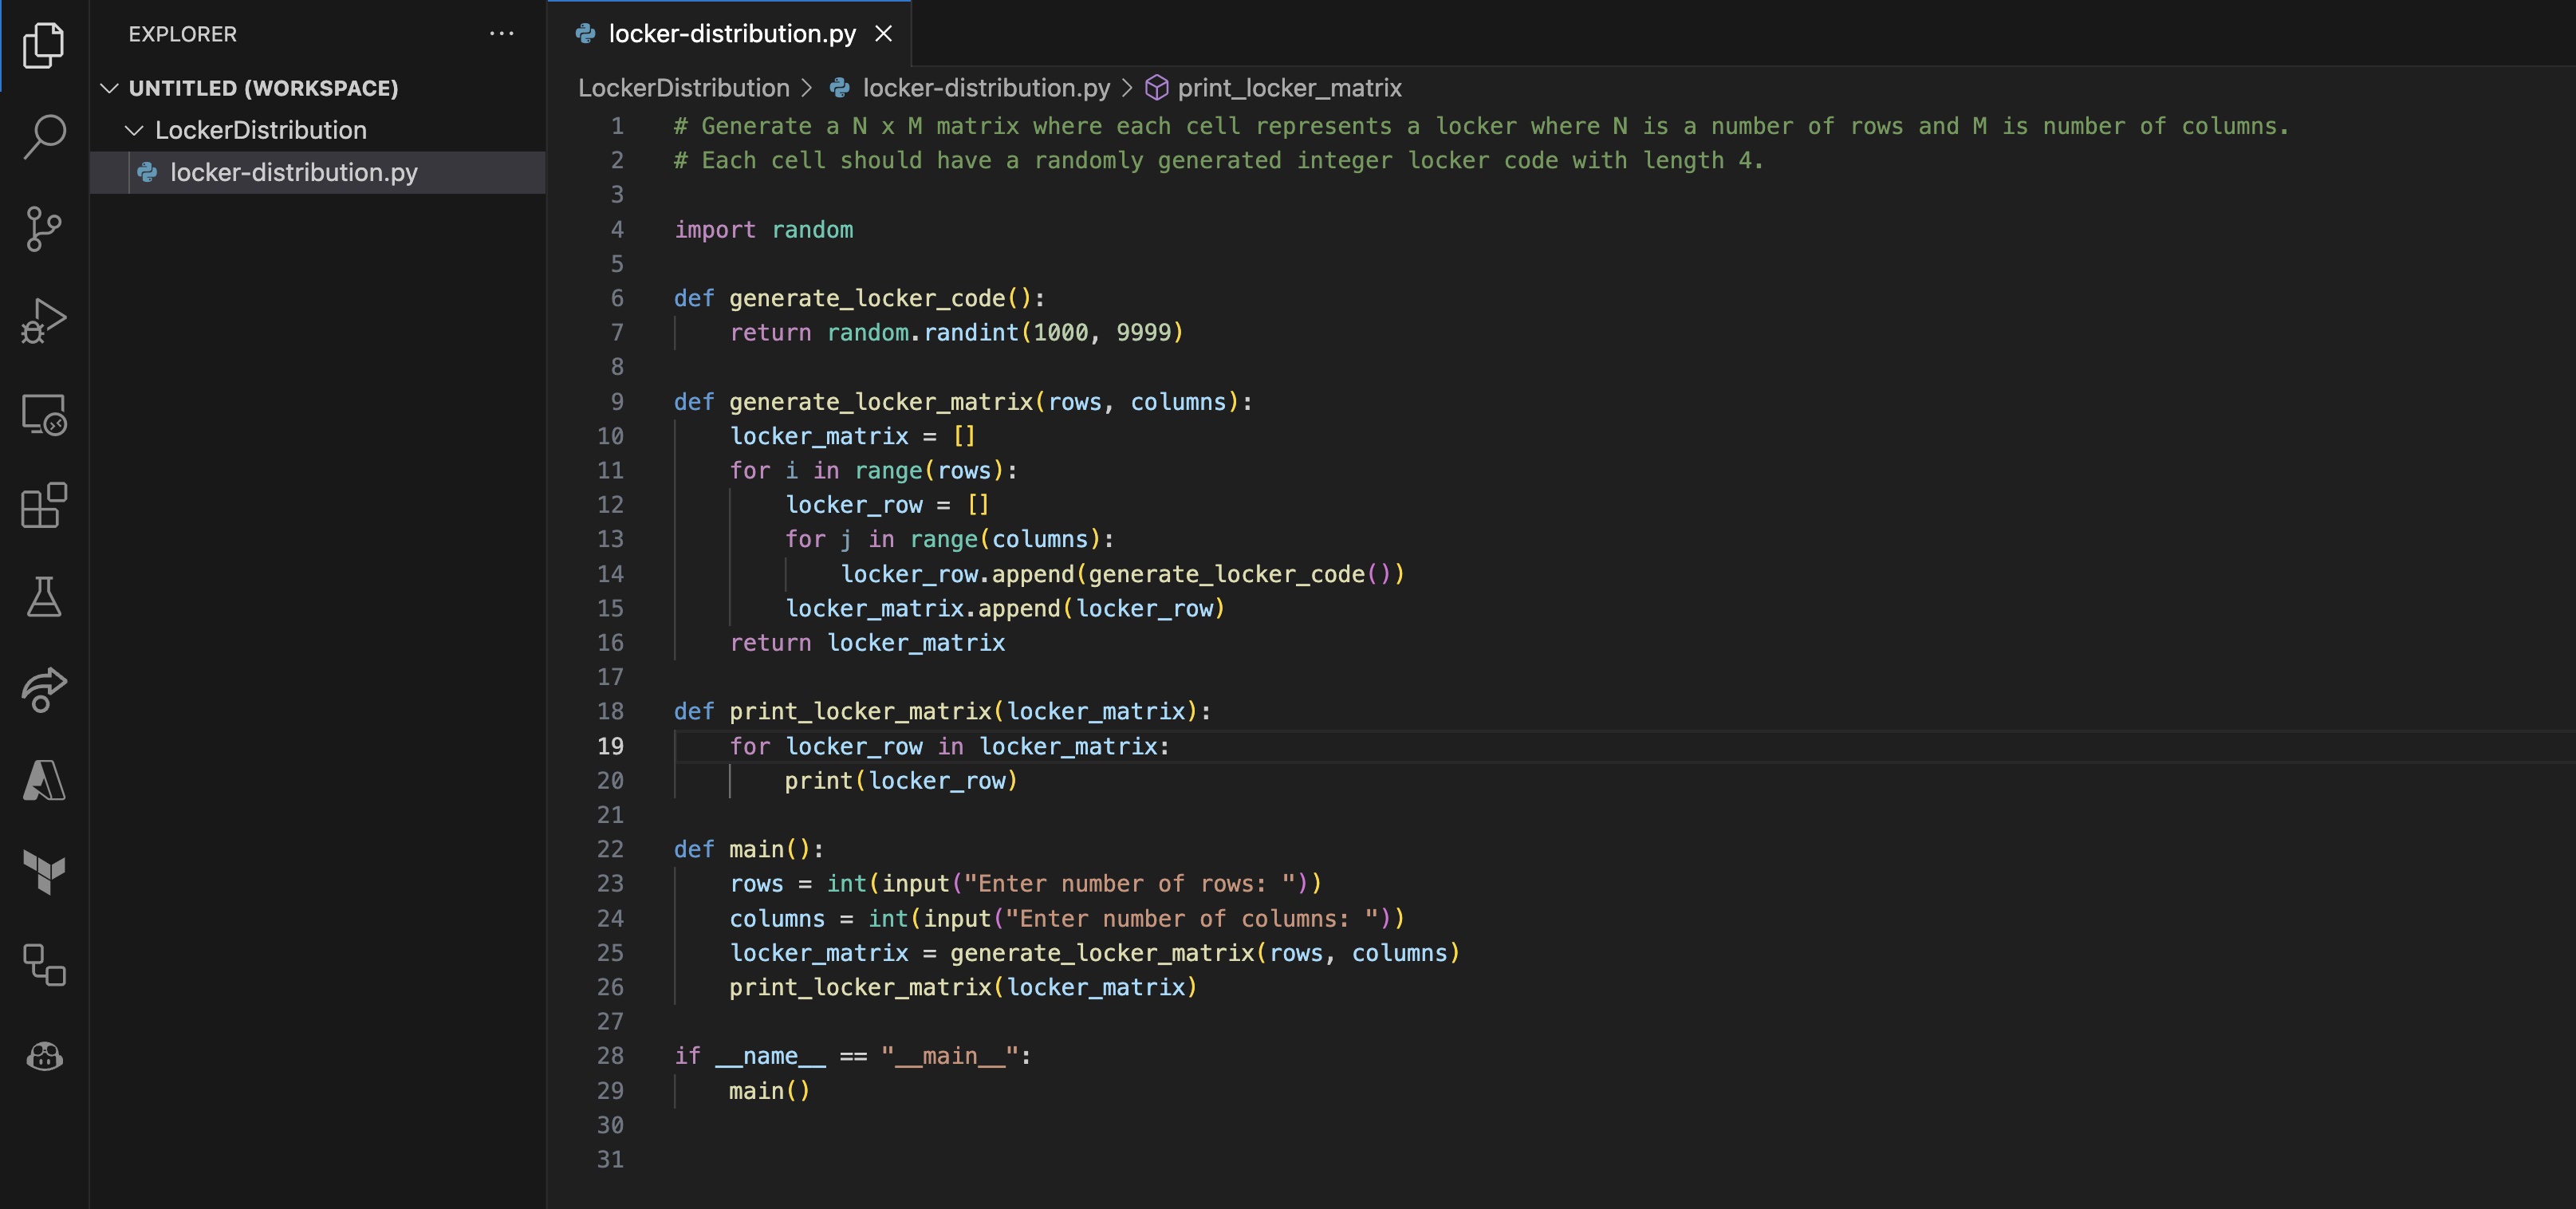 EXPLORER
UNTITLED (WORKSPACE)
LockerDistribution
locker-distribution.py
locker-distribution.py
LockerDistribution > locker-distribution.py > print_locker_matrix
1 # Generate a N x M matrix where each cell represents a locker where N is a number of rows and M is number of columns.
2 # Each cell should have a randomly generated integer locker code with length 4.
3
4 import random
5
6 def generate_locker_code():
7     return random.randint(1000, 9999)
8
9 def generate_locker_matrix(rows, columns):
10     locker_matrix = []
11     for i in range(rows):
12         locker_row = []
13         for j in range(columns):
14             locker_row.append(generate_locker_code())
15         locker_matrix.append(locker_row)
16     return locker_matrix
17
18 def print_locker_matrix(locker_matrix):
19     for locker_row in locker_matrix:
20         print(locker_row)
21
22 def main():
23     rows = int(input("Enter number of rows: "))
24     columns = int(input("Enter number of columns: "))
25     locker_matrix = generate_locker_matrix(rows, columns)
26     print_locker_matrix(locker_matrix)
27
28 if __name__ == "__main__":
29     main()
30
31